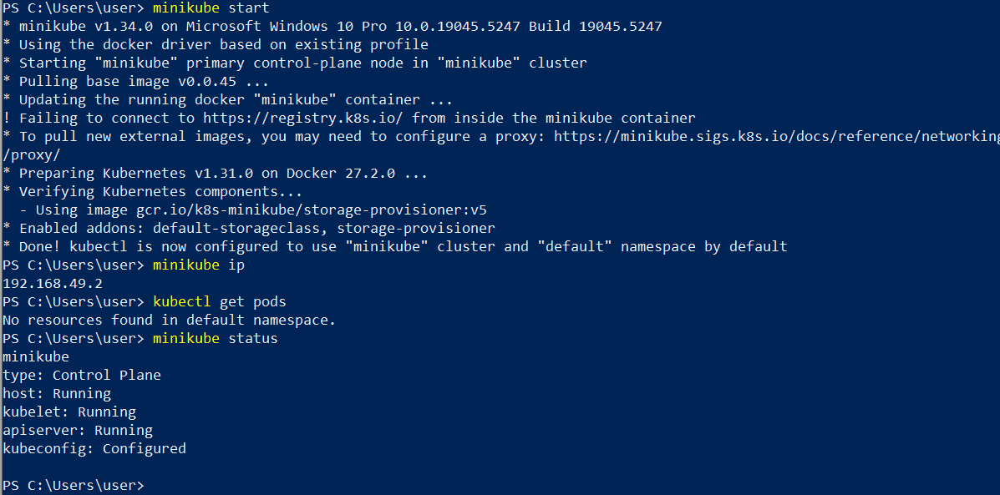 PS C:\Users\user> minikube start
* minikube v1.34.0 on Microsoft Windows 10 Pro 10.0.19045.5247 Build 19045.5247
* Using the docker driver based on existing profile
* Starting "minikube" primary control-plane node in "minikube" cluster
* Pulling base image v0.0.45 ...
* Updating the running docker "minikube" container ...
! Failing to connect to https://registry.k8s.io/ from inside the minikube container
* To pull new external images, you may need to configure a proxy: https://minikube.sigs.k8s.io/docs/reference/networking
/proxy/
* Preparing Kubernetes v1.31.0 on Docker 27.2.0 ...
* Verifying Kubernetes components...
  - Using image gcr.io/k8s-minikube/storage-provisioner:v5
* Enabled addons: default-storageclass, storage-provisioner
* Done! kubectl is now configured to use "minikube" cluster and "default" namespace by default
PS C:\Users\user> minikube ip
192.168.49.2
PS C:\Users\user> kubectl get pods
No resources found in default namespace.
PS C:\Users\user> minikube status
minikube
type: Control Plane
host: Running
kubelet: Running
apiserver: Running
kubeconfig: Configured

PS C:\Users\user>